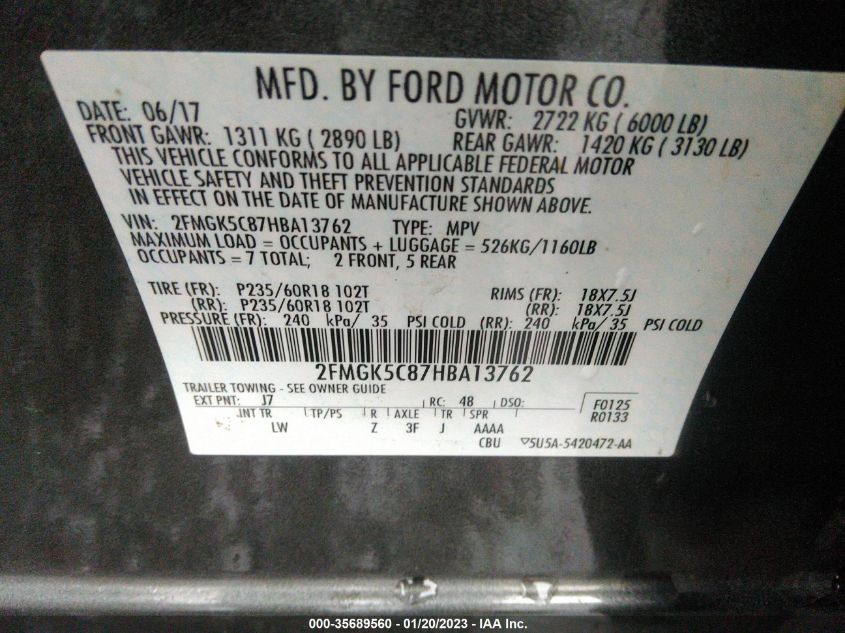 MFD. BY FORD MOTOR CO.
DATE: 06/17 GVWR: 2722 KG ( 6000 LB)
FRONT GAWR: 1311 KG ( 2890 LB) REAR GAWR: 1420 KG ( 3130 LB)
THIS VEHICLE CONFORMS TO ALL APPLICABLE FEDERAL MOTOR
VEHICLE SAFETY AND THEFT PREVENTION STANDARDS
IN EFFECT ON THE DATE OF MANUFACTURE SHOWN ABOVE.
VIN: 2FMGK5C87HBA13762 TYPE: MPV
MAXIMUM LOAD = OCCUPANTS + LUGGAGE = 526KG/1160LB
OCCUPANTS = 7 TOTAL; 2 FRONT, 5 REAR
TIRE (FR): P235/60R18 102T RIMS (FR): 18X7.5J
(RR): P235/60R18 102T (RR): 18X7.5J
PRESSURE (FR): 240 kPa/ 35 PSI COLD (RR): 240 kPa/ 35 PSI COLD
2FMGK5C87HBA13762
TRAILER TOWING - SEE OWNER GUIDE
EXT PNT: J7 RC: 48 DSO: F0125
R0133
INT TR TP/PS R AXLE TR SPR
LW Z 3F J AAAA
CBU ▽5U5A-5420472-AA
000-35689560 - 01/20/2023 - IAA Inc.